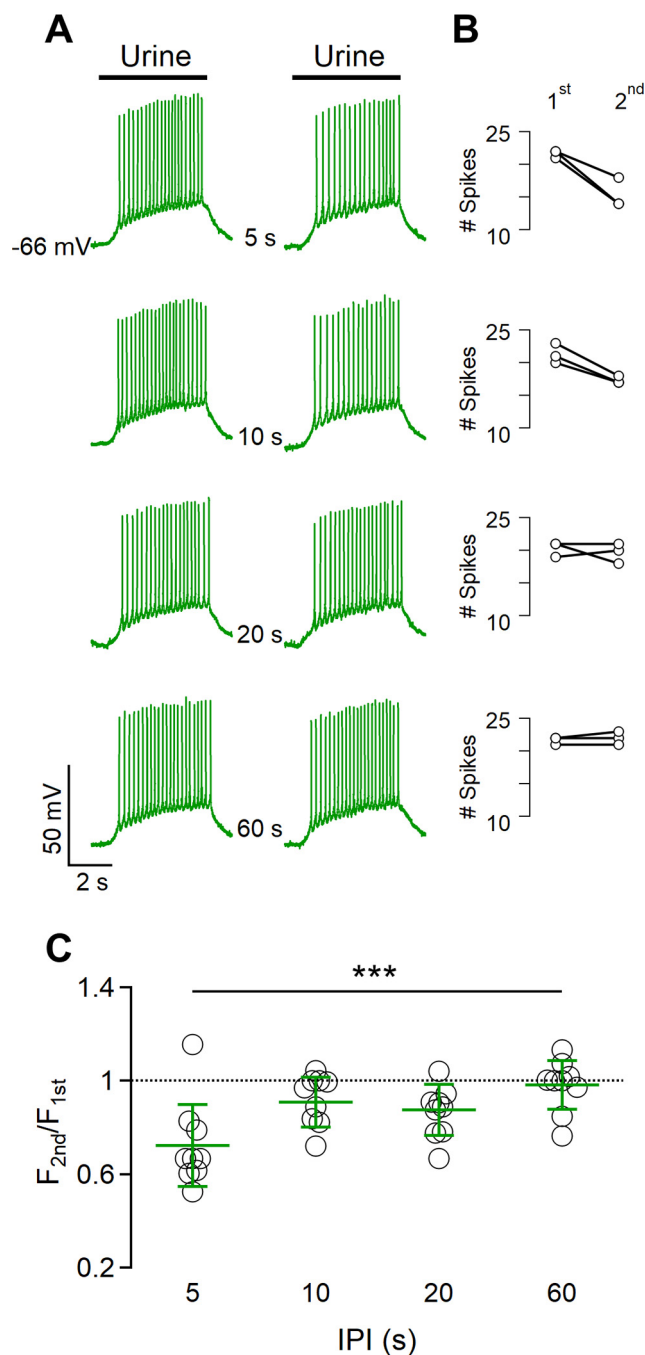 A
B
Urine
Urine
1st
2nd
25
# Spikes
10
-66 mV
5 s
25
# Spikes
10
10 s
25
# Spikes
10
20 s
25
# Spikes
10
60 s
50 mV
2 s
C
***
1.4
1
0.6
0.2
F2nd/F1st
5
10
20
60
IPI (s)